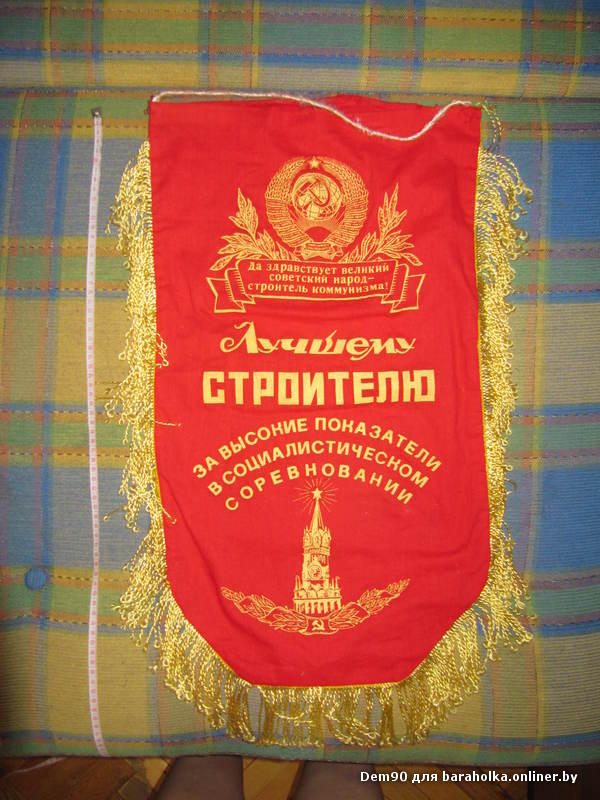 Да здравствует великий
советский народ–
строитель коммунизма!
Лучшему
СТРОИТЕЛЮ
ЗА ВЫСОКИЕ ПОКАЗАТЕЛИ
В СОЦИАЛИСТИЧЕСКОМ
СОРЕВНОВАНИИ
Dem90 для baraholka.onliner.by